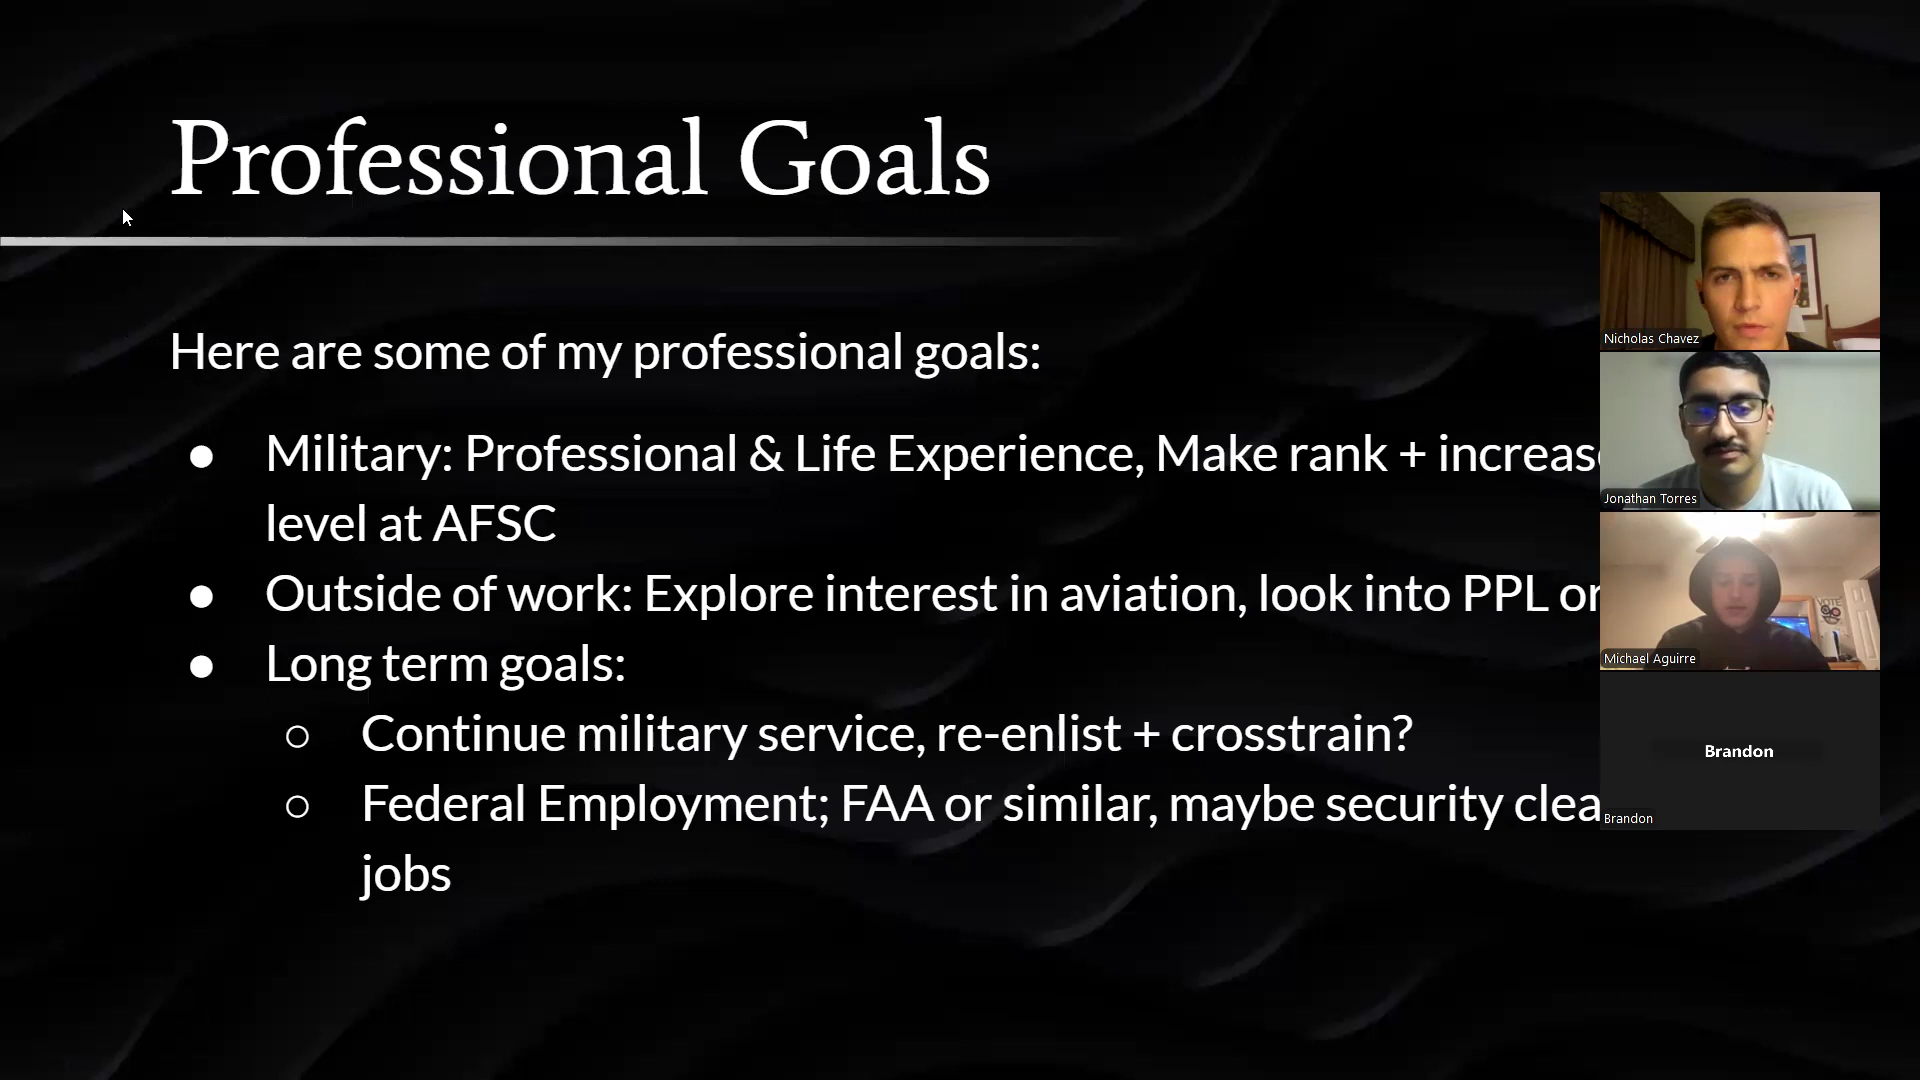 Professional Goals
Here are some of my professional goals:
● Military: Professional & Life Experience, Make rank + increase
level at AFSC
● Outside of work: Explore interest in aviation, look into PPL or
● Long term goals:
○ Continue military service, re-enlist + crosstrain?
○ Federal Employment; FAA or similar, maybe security clea
jobs
Nicholas Chavez
Jonathan Torres
VOTE
Michael Aguirre
Brandon
Brandon